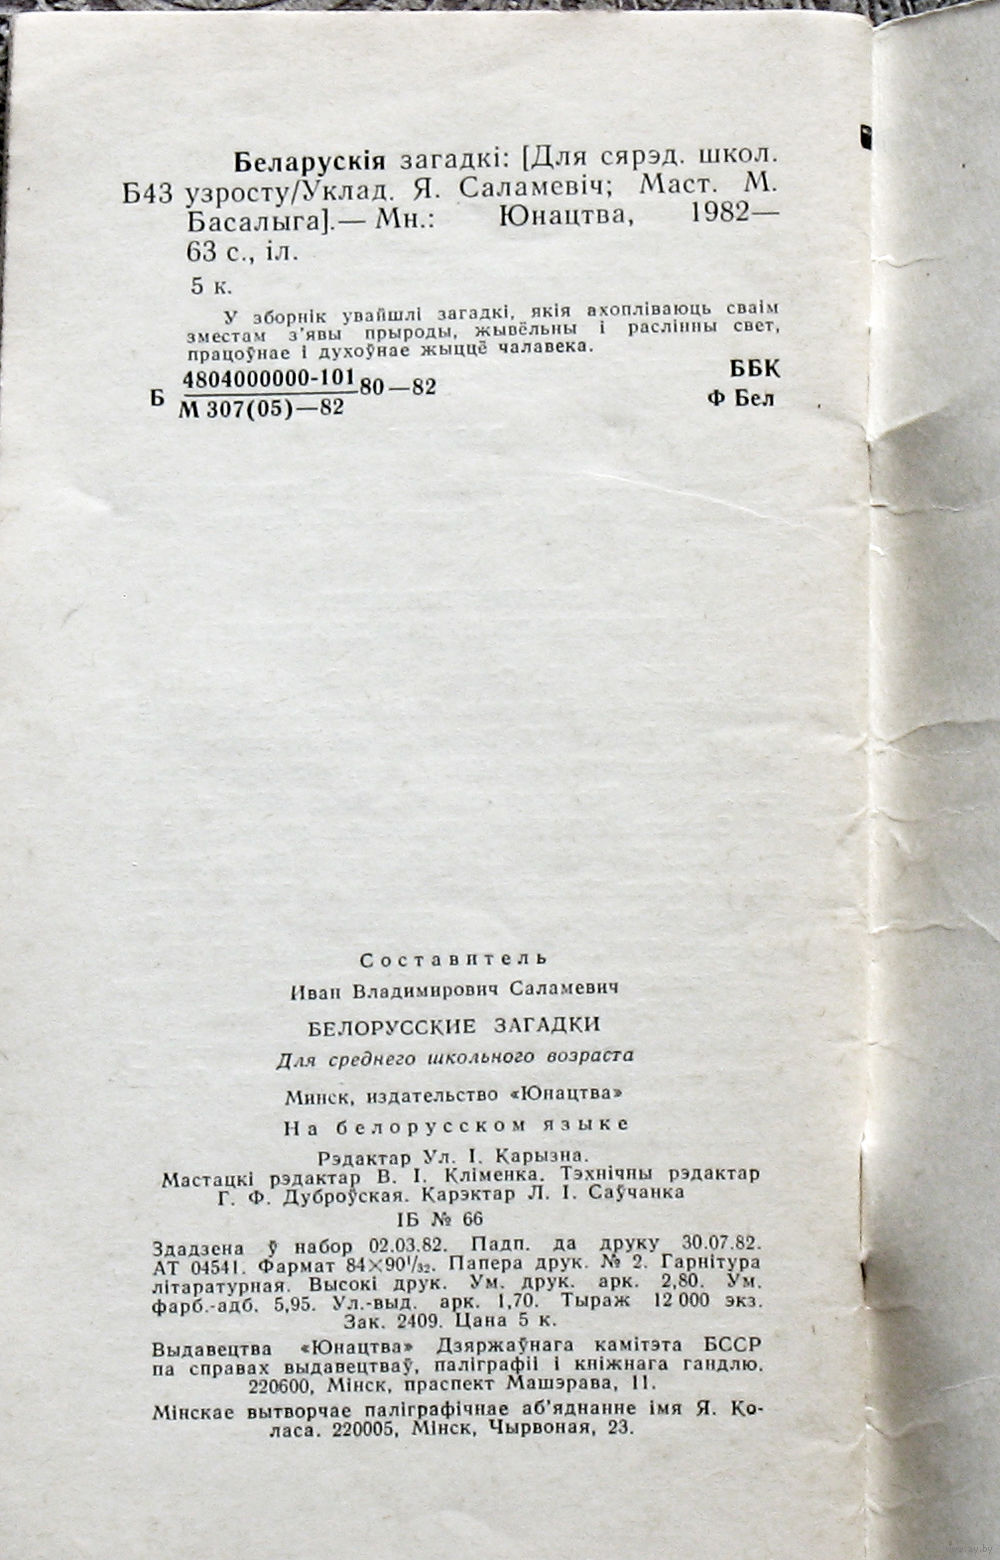 Беларускія загадкі: [Для сярэд. школ.
Б43 узросту/Уклад. Я. Саламевіч; Маст. М.
Басалыга].— Мн.: Юнацтва, 1982—
63 с., іл.
5 к.
У зборнік увайшлі загадкі, якія ахопліваюць сваім
зместам з'явы прыроды, жывёльны і раслінны свет,
працоўнае і духоўнае жыццё чалавека.
Б 4804000000-101 80—82
М 307(05)—82
ББК
Ф Бел
Составитель
Иван Владимирович Саламевич
БЕЛОРУССКИЕ ЗАГАДКИ
Для среднего школьного возраста
Минск, издательство «Юнацтва»
На белорусском языке
Рэдактар Ул. І. Карызна.
Мастацкі рэдактар В. І. Кліменка. Тэхнічны рэдактар
Г. Ф. Дуброўская. Карэктар Л. І. Саўчанка
ІБ № 66
Здадзена ў набор 02.03.82. Падп. да друку 30.07.82.
АТ 04541. Фармат 84×90¹/₃₂. Папера друк. № 2. Гарнітура
літаратурная. Высокі друк. Ум. друк. арк. 2,80. Ум.
фарб.-адб. 5,95. Ул.-выд. арк. 1,70. Тыраж 12 000 экз.
Зак. 2409. Цана 5 к.
Выдавецтва «Юнацтва» Дзяржаўнага камітэта БССР
па справах выдавецтваў, паліграфіі і кніжнага гандлю.
220600, Мінск, праспект Машэрава, 11.
Мінскае вытворчае паліграфічнае аб'яднанне імя Я. Ко-
ласа. 220005, Мінск, Чырвоная, 23.